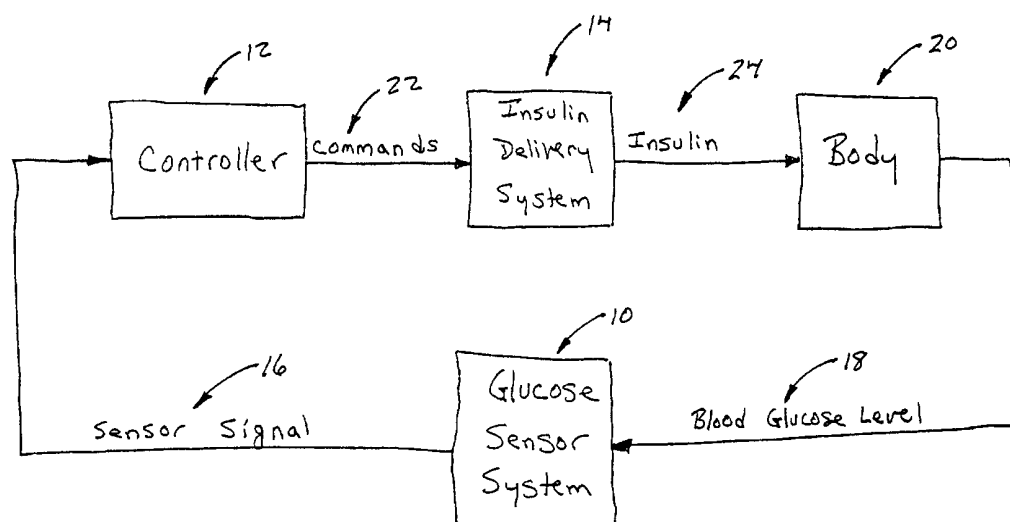 12
22
14
24
20
Controller
Commands
Insulin
Delivery
System
Insulin
Body
10
16
18
Sensor Signal
Glucose
Sensor
System
Blood Glucose Level